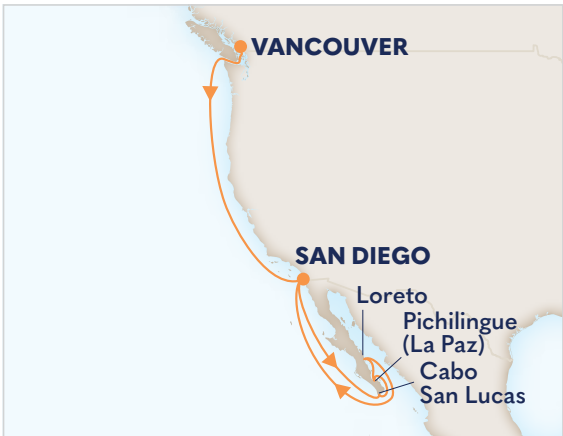 VANCOUVER
SAN DIEGO
Loreto
Pichilingue
(La Paz)
Cabo
San Lucas